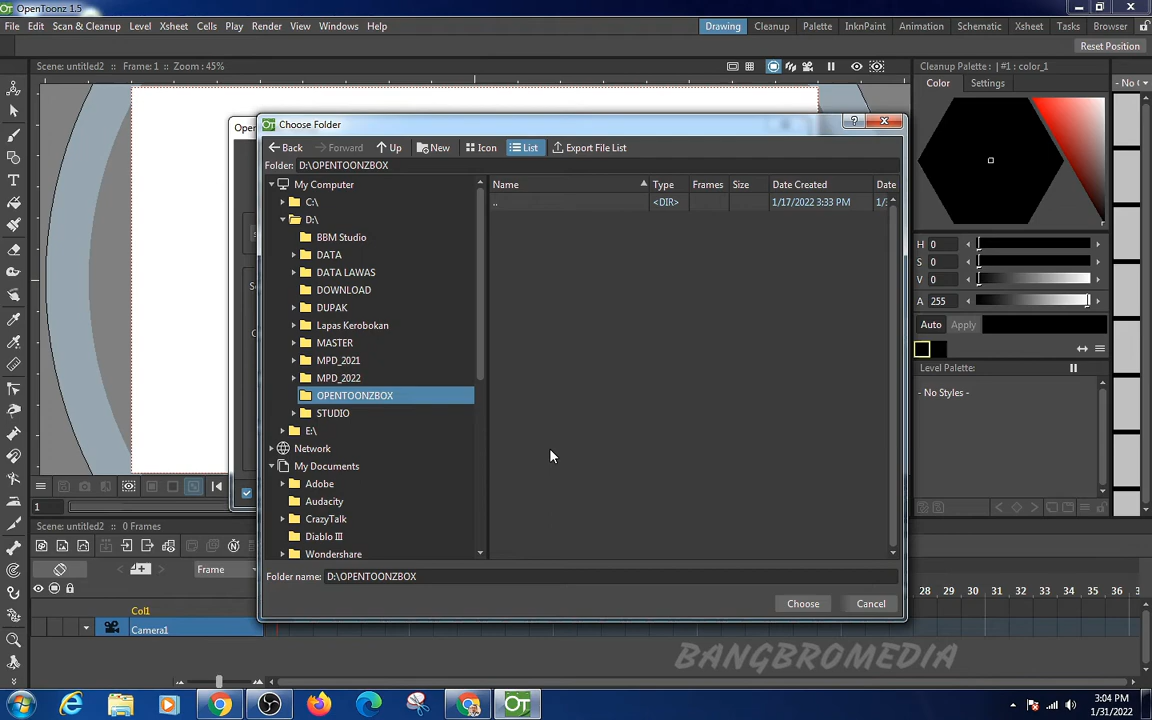 OpenToonz 1.5
File Edit Scan & Cleanup Level Xsheet Cells Play Render View Panels Windows Help
Drawing Cleanup Palette InknPaint Animation Schematic Xsheet Tasks Browser
Reset Position
Scene: untitled2 :: Frame: 1 :: Zoom : 45%
Cleanup Palette : | #1 : color_1
Color Settings
- No C
Open
Choose Folder
Back Forward Up New Icon List Export File List
Folder: D:\OPENTOONZBOX
My Computer
C:\
D:\
BBM Studio
DATA
DATA LAWAS
DOWNLOAD
DUPAK
Lapas Kerobokan
MASTER
MPD_2021
MPD_2022
OPENTOONZBOX
STUDIO
E:\
Network
My Documents
Adobe
Audacity
CrazyTalk
Diablo III
Wondershare
Name Type Frames Size Date Created Date
.. <DIR> 1/17/2022 3:33 PM 1/
Folder name: D:\OPENTOONZBOX
Choose Cancel
H 0
S 0
V 0
A 255
Auto Apply
Level Palette:
- No Styles -
1
Scene: untitled2 :: 0 Frames
Frame
28 29 30 31 32 33 34 35 36 3
Col1
Camera1
BANGBROMEDIA
3:04 PM
1/31/2022